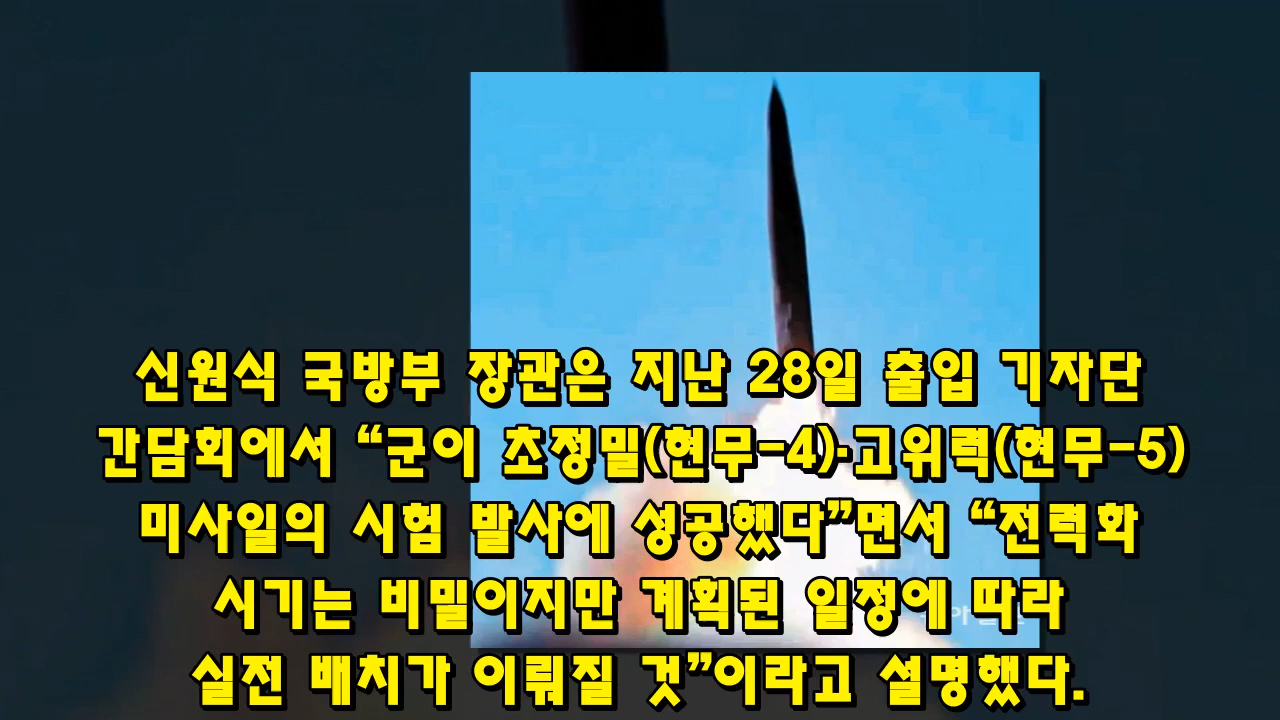 신원식 국방부 장관은 지난 28일 출입 기자단
간담회에서 “군이 초정밀(현무-4)·고위력(현무-5)
미사일의 시험 발사에 성공했다”면서 “전력화
시기는 비밀이지만 계획된 일정에 따라
실전 배치가 이뤄질 것”이라고 설명했다.